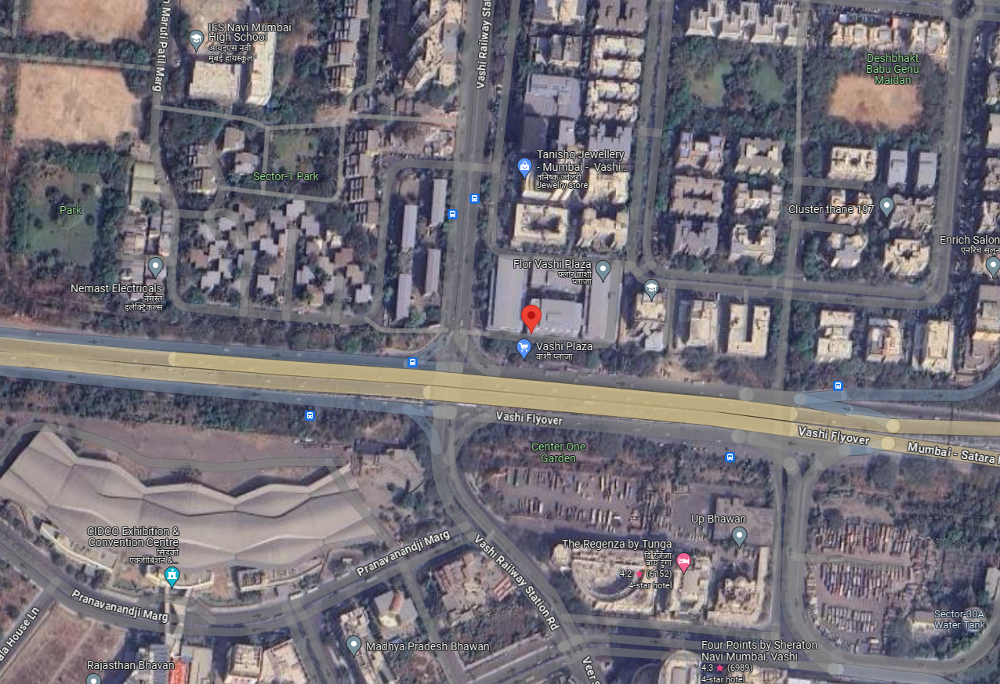 n Maruti Patil Marg
IES Navi Mumbai
High School
आयइएस नवी
मुंबई हायस्कूल
Vashi Railway Stat
Deshbhakt
Babu Genu
Maidan
Tanishq Jewellery
- Mumbai - Vashi...
तनिष्क ज्वेलरी
Jewelry store
Sector-1 Park
Park
Cluster thane 197
Enrich Salon
एनरिच सलून
Flor Vashi Plaza
फ्लोर वाशी
प्लाजा
Nemast Electricals
नेमस्त
इलेक्ट्रिकल्स
Vashi Plaza
वाशी प्लाजा
Vashi Flyover
Vashi Flyover
Mumbai - Satara
Center One
Garden
CIDCO Exhibition &
Convention Centre
सिडको
एक्जीबिशन &...
Pranavanandji Marg
Pranavanandji Marg
Vashi Railway Station Rd
Up Bhawan
The Regenza by Tunga
दि रिजेंजा
बाय टुंगा
4.2 ★ (6152)
4-star hotel
Sector-30A
Water Tank
ala House Ln
Madhya Pradesh Bhawan
Rajasthan Bhavan
Four Points by Sheraton
Navi Mumbai, Vashi
4.3 ★ (6989)
4-star hotel
Veer S